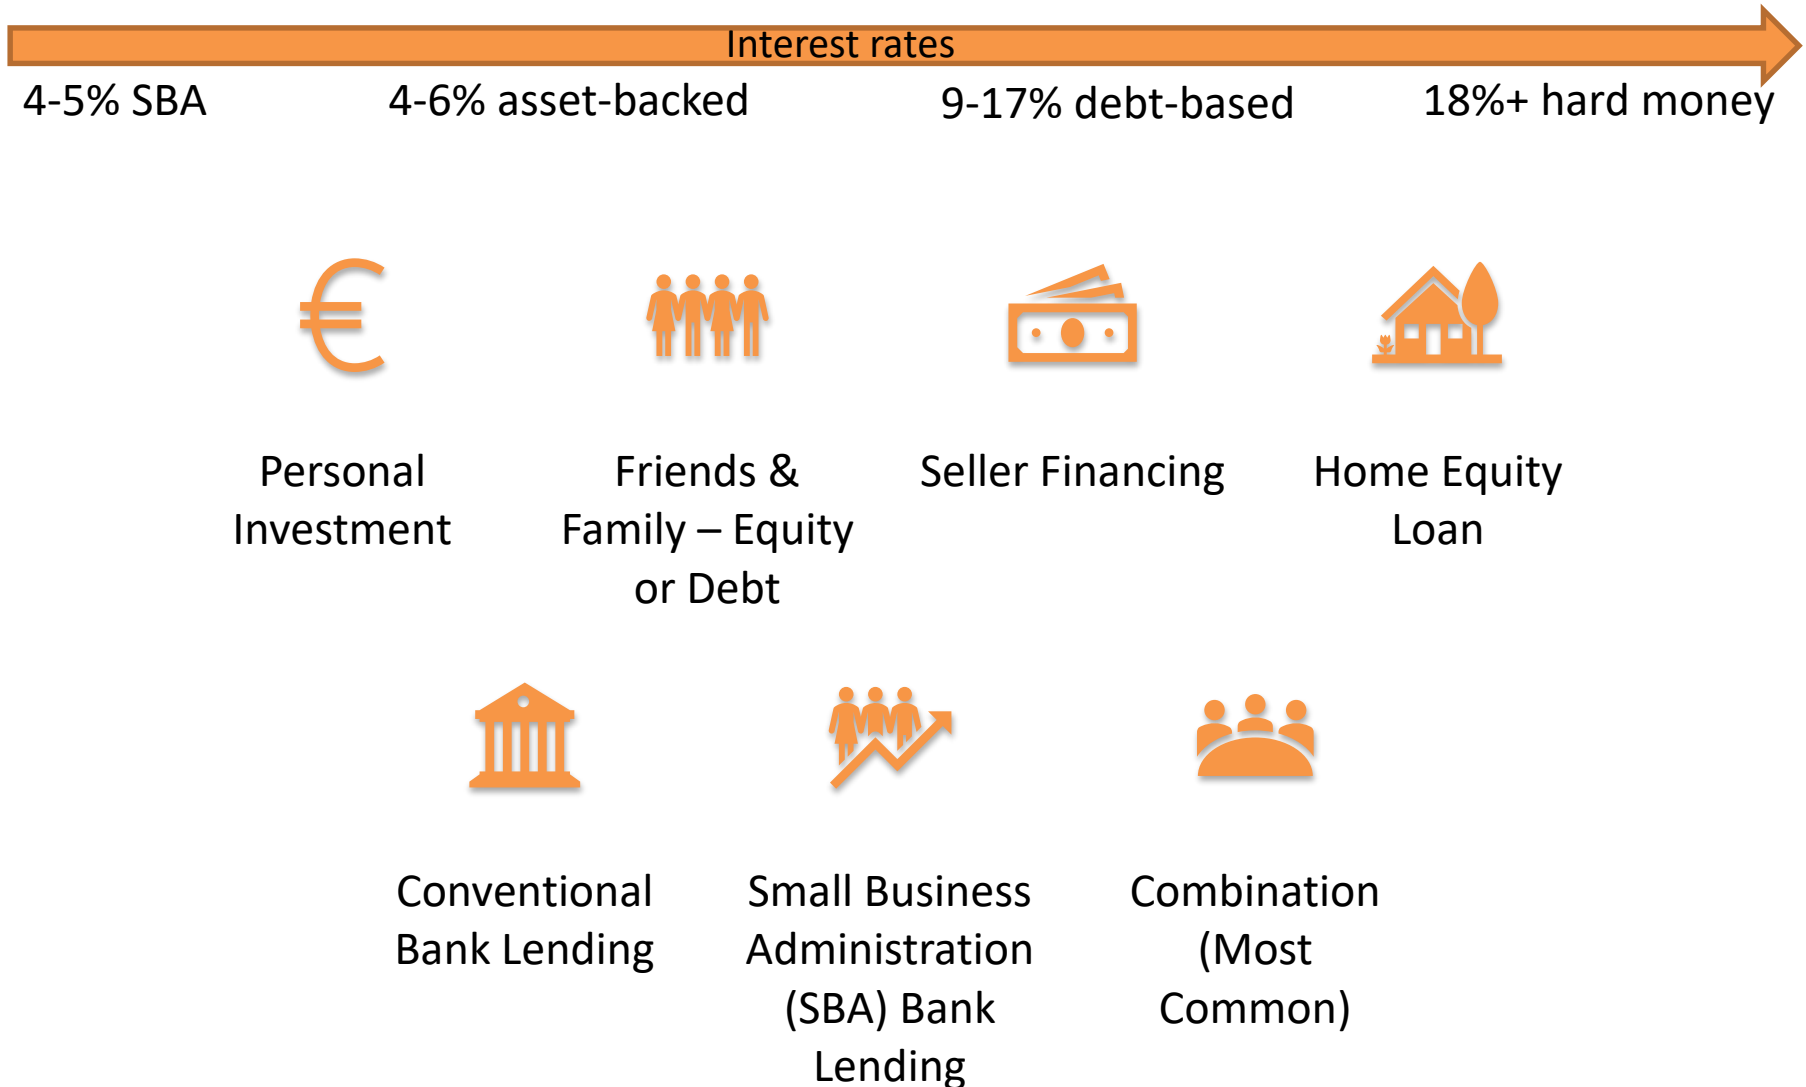 Interest rates
4-5% SBA
4-6% asset-backed
9-17% debt-based
18%+ hard money
Personal
Investment
Friends &
Family – Equity
or Debt
Seller Financing
Home Equity
Loan
Conventional
Bank Lending
Small Business
Administration
(SBA) Bank
Lending
Combination
(Most
Common)